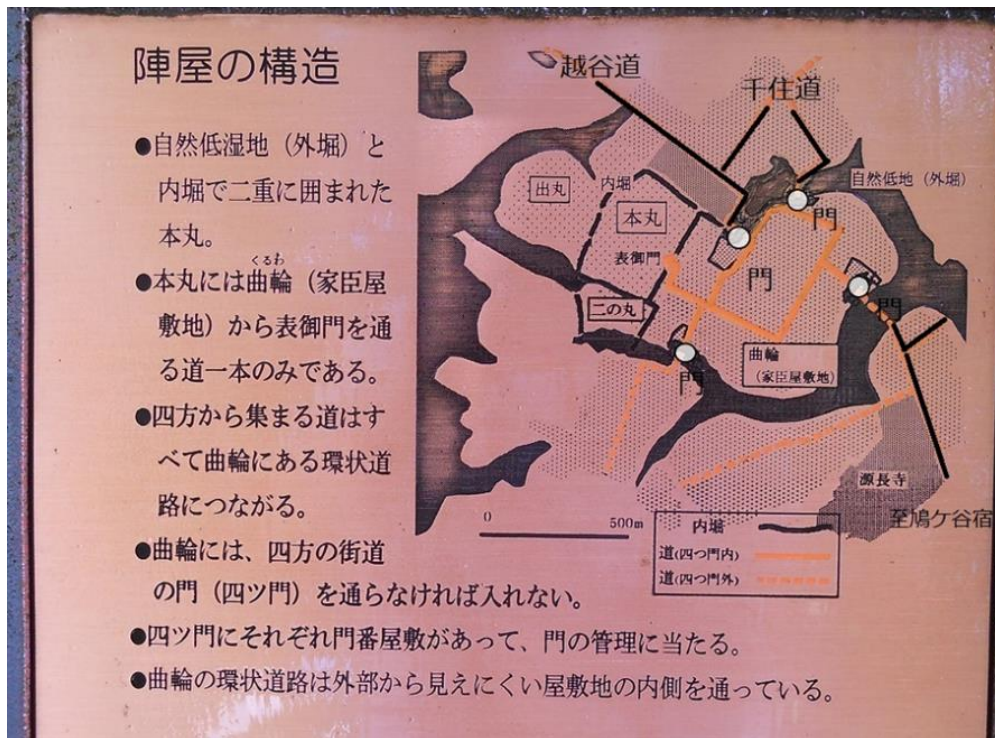 陣屋の構造
●自然低湿地（外堀）と
内堀で二重に囲まれた
本丸。
くるわ
●本丸には曲輪（家臣屋
敷地）から表御門を通
る道一本のみである。
●四方から集まる道はす
べて曲輪にある環状道
路につながる。
●曲輪には、四方の街道
の門（四ツ門）を通らなければ入れない。
●四ツ門にそれぞれ門番屋敷があって、門の管理に当たる。
●曲輪の環状道路は外部から見えにくい屋敷地の内側を通っている。
越谷道
千住道
自然低地（外堀）
出丸
内堀
本丸
門
表御門
門
門
二の丸
曲輪
（家臣屋敷地）
門
源長寺
至鳩ケ谷宿
0
500m
内堀
道(四つ門内)
道(四つ門外)